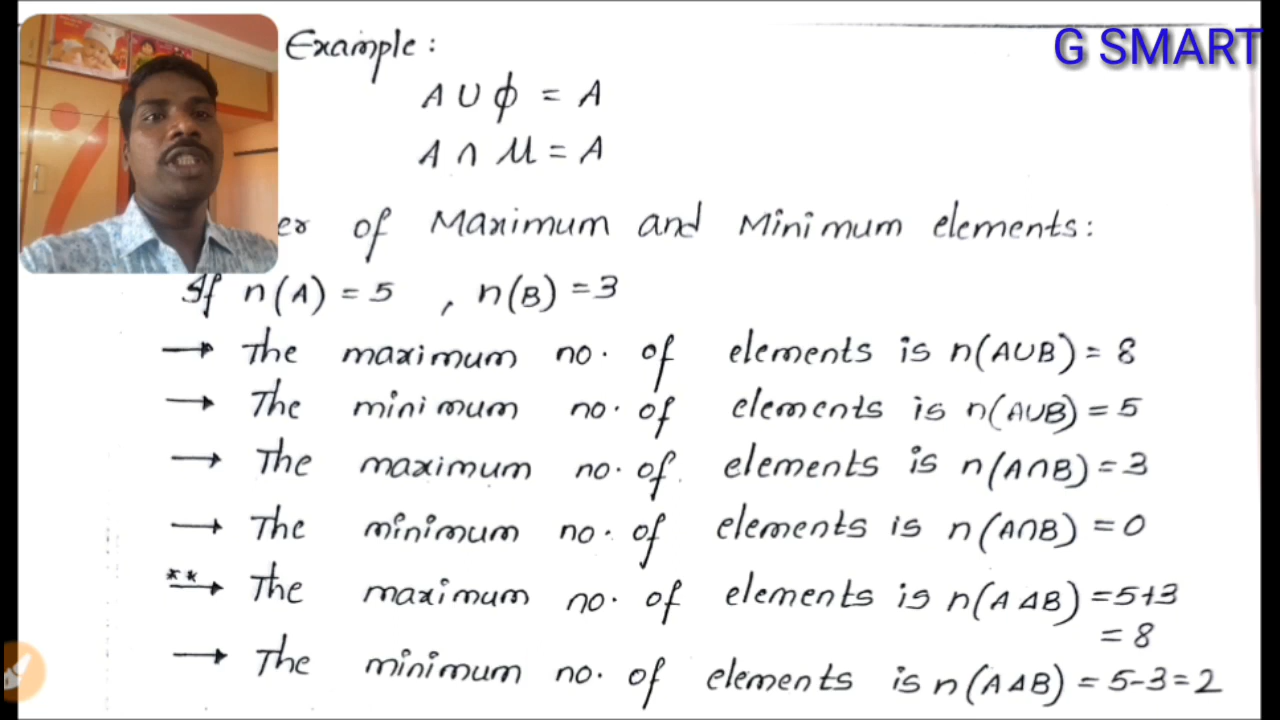 Example:
G SMART
A ∪ ϕ = A
A ∩ μ = A
of Maximum and Minimum elements:
If n(A) = 5 , n(B) = 3
→ The maximum no. of elements is n(A∪B) = 8
→ The minimum no. of elements is n(A∪B) = 5
→ The maximum no. of elements is n(A∩B) = 3
→ The minimum no. of elements is n(A∩B) = 0
**→ The maximum no. of elements is n(A Δ B) = 5+3
= 8
→ The minimum no. of elements is n(A Δ B) = 5-3 = 2